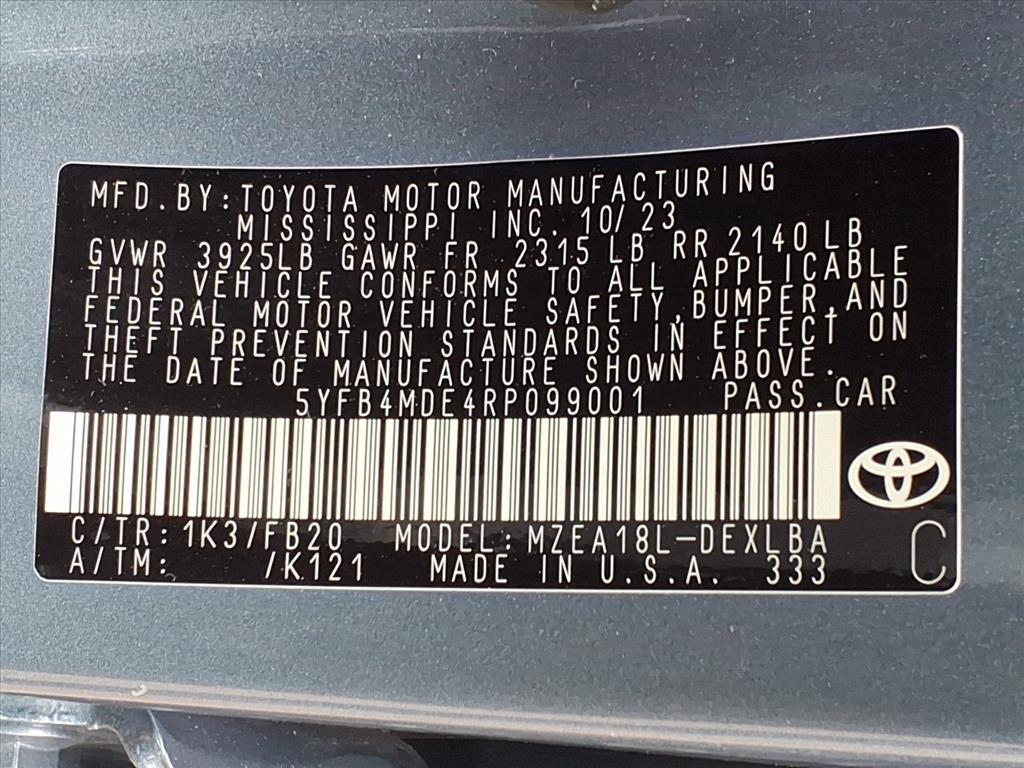 MFD. BY: TOYOTA MOTOR MANUFACTURING
MISSISSIPPI INC. 10/23
GVWR 3925LB GAWR FR 2315 LB RR 2140 LB
THIS VEHICLE CONFORMS TO ALL APPLICABLE
FEDERAL MOTOR VEHICLE SAFETY, BUMPER, AND
THEFT PREVENTION STANDARDS IN EFFECT ON
THE DATE OF MANUFACTURE SHOWN ABOVE.
5YFB4MDE4RP099001 PASS. CAR
C/TR: 1K3/FB20 MODEL: MZEA18L-DEXLBA
A/TM: /K121 MADE IN U.S.A. 333
C